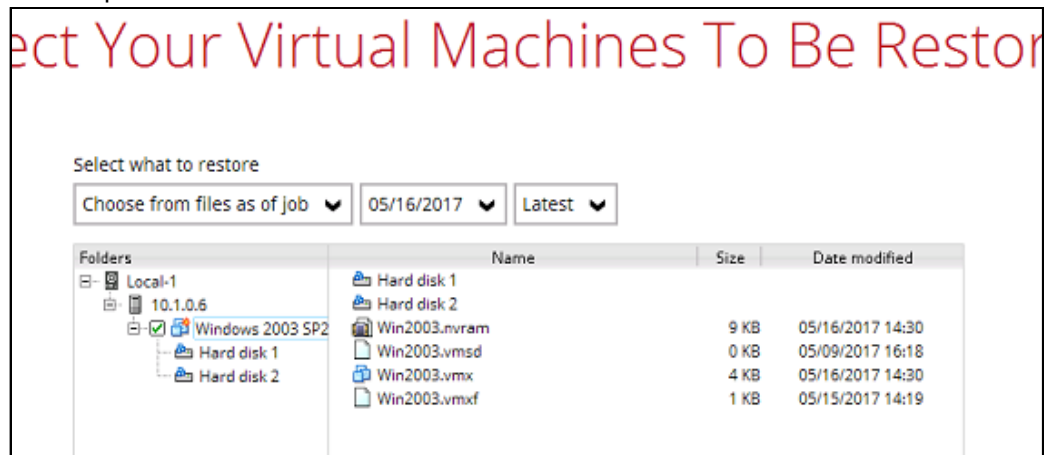 ect Your Virtual Machines To Be Restor
Select what to restore
Choose from files as of job 05/16/2017 Latest
Folders Name Size Date modified
Local-1 Hard disk 1
10.1.0.6 Hard disk 2
Windows 2003 SP2 Win2003.nvram 9 KB 05/16/2017 14:30
Hard disk 1 Win2003.vmsd 0 KB 05/09/2017 16:18
Hard disk 2 Win2003.vmx 4 KB 05/16/2017 14:30
Win2003.vmxf 1 KB 05/15/2017 14:19